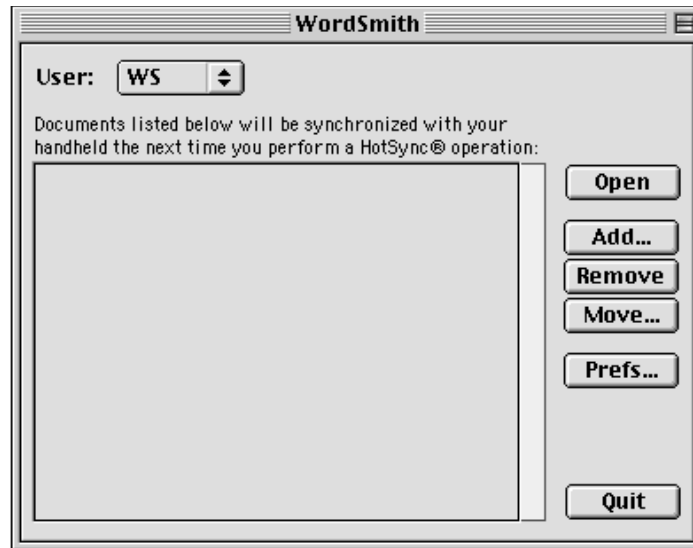 WordSmith
User: WS
Documents listed below will be synchronized with your
handheld the next time you perform a HotSync® operation:
Open
Add...
Remove
Move...
Prefs...
Quit